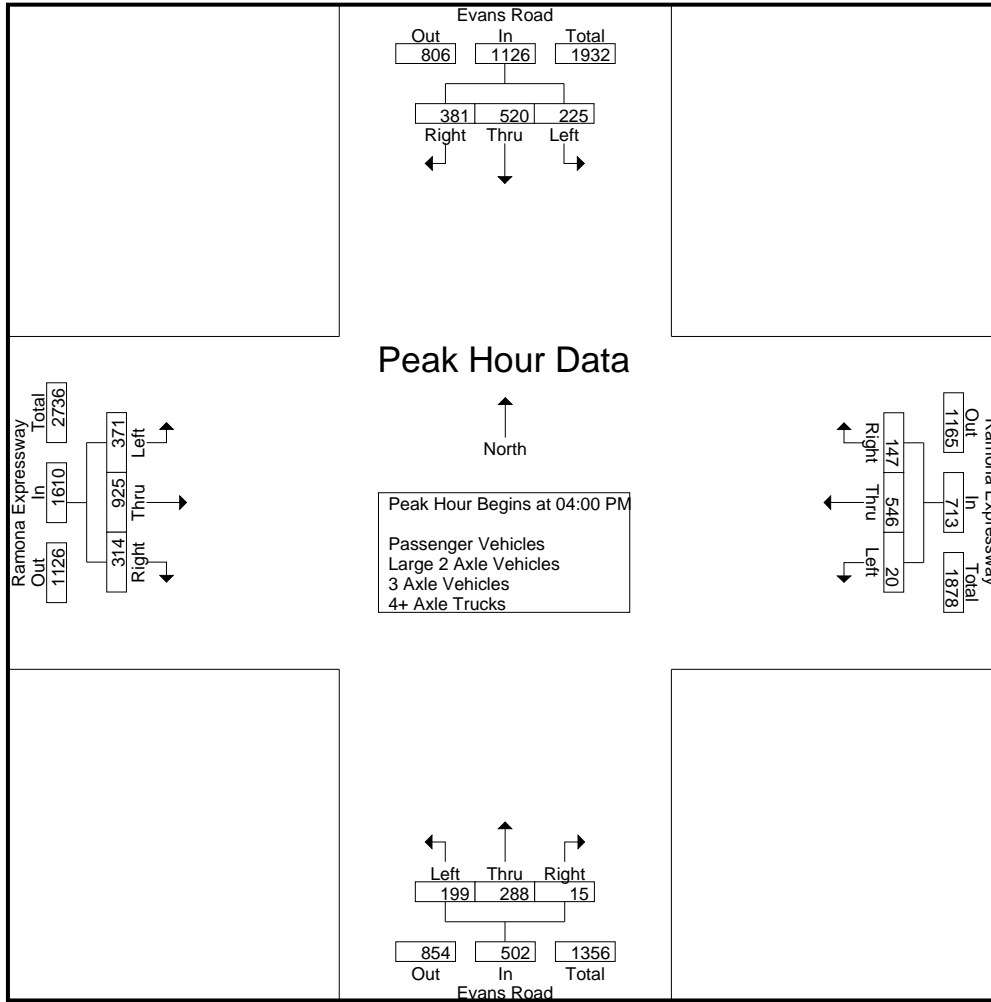 Evans Road
Out In Total
806 1126 1932
381 520 225
Right Thru Left
Peak Hour Data
North
Peak Hour Begins at 04:00 PM
Passenger Vehicles
Large 2 Axle Vehicles
3 Axle Vehicles
4+ Axle Trucks
Ramona Expressway
Total In Out
2736 1610 1126
371 925 314
Left Thru Right
Ramona Expressway
Out In Total
1165 713 1878
147 546 20
Right Thru Left
Left Thru Right
199 288 15
854 502 1356
Out In Total
Evans Road